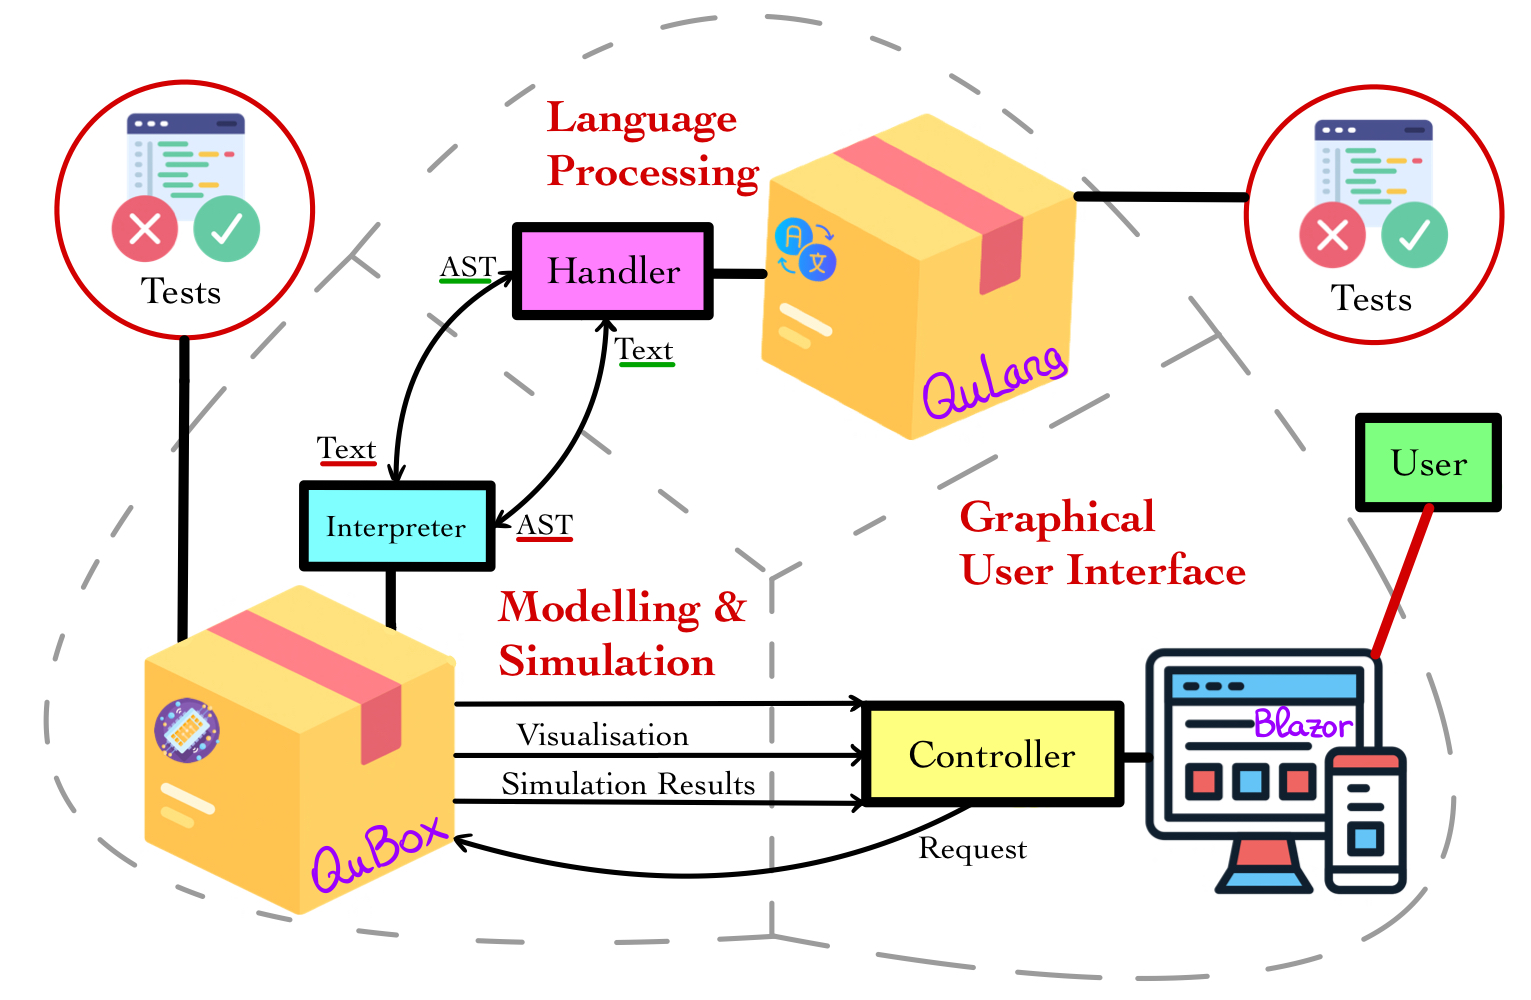 Language
Processing
Tests
Tests
AST
Handler
Text
QuLang
Text
User
Interpreter
AST
Graphical
User Interface
Modelling &
Simulation
Visualisation
Blazor
Controller
Simulation Results
QuBox
Request